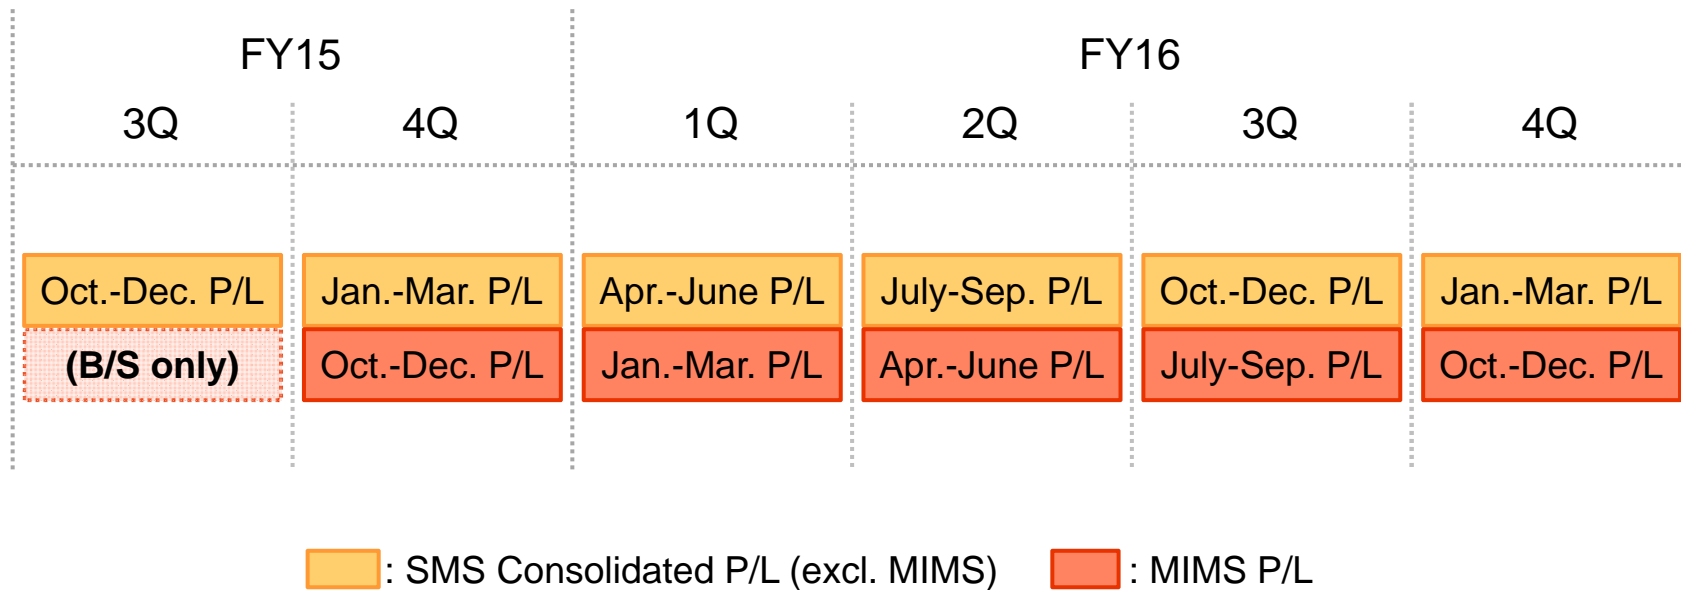 FY15 FY16
3Q 4Q 1Q 2Q 3Q 4Q
Oct.-Dec. P/L Jan.-Mar. P/L Apr.-June P/L July-Sep. P/L Oct.-Dec. P/L Jan.-Mar. P/L
(B/S only) Oct.-Dec. P/L Jan.-Mar. P/L Apr.-June P/L July-Sep. P/L Oct.-Dec. P/L
: SMS Consolidated P/L (excl. MIMS) : MIMS P/L